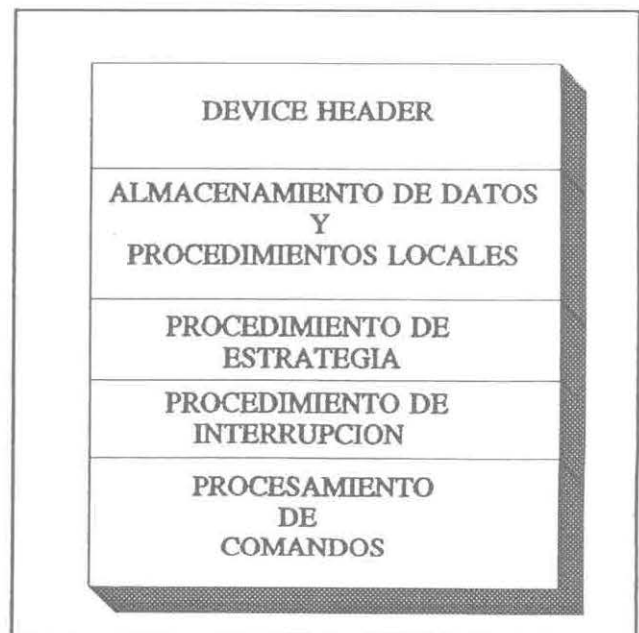 DEVICE HEADER
ALMACENAMIENTO DE DATOS
Y
PROCEDIMIENTOS LOCALES
PROCEDIMIENTO DE
ESTRATEGIA
PROCEDIMIENTO DE
INTERRUPCION
PROCESAMIENTO
DE
COMANDOS